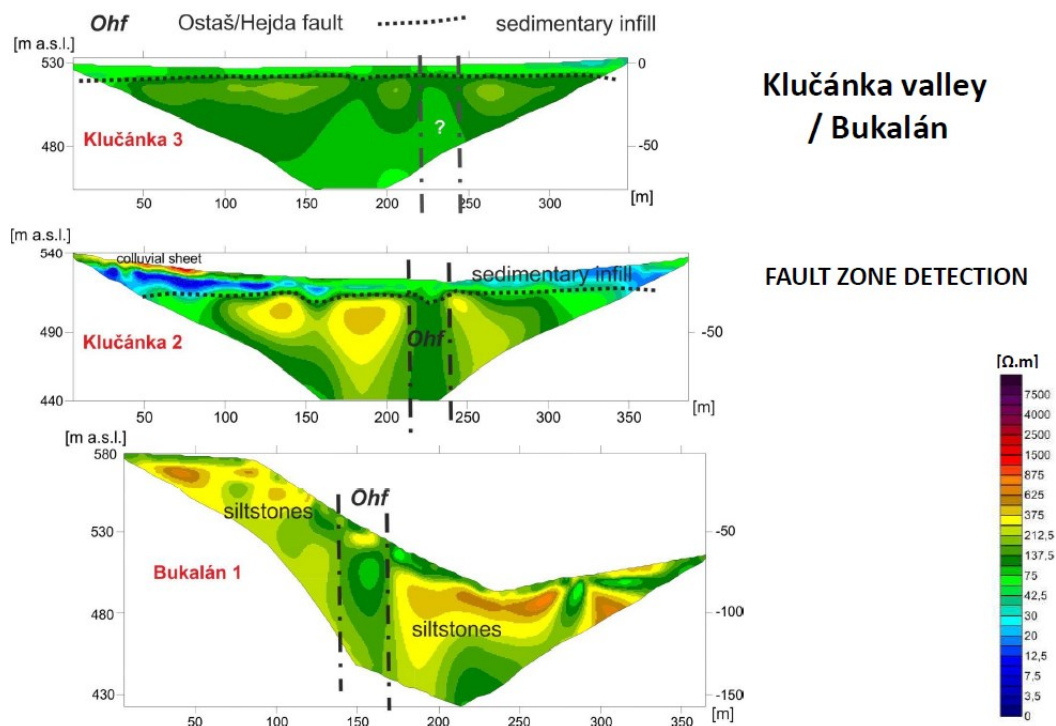 Ohf Ostaš/Hejda fault sedimentary infill
[m a.s.l.]
530
480
0
-50
Klučánka 3
?
50 100 150 200 250 300 [m]
Klučánka valley
/ Bukalán
[m a.s.l.]
540
490
440
colluvial sheet
sedimentary infill
Klučánka 2
Ohf
-50
50 100 150 200 250 300 350 [m]
FAULT ZONE DETECTION
[m a.s.l.]
580
530
480
430
Ohf
siltstones
Bukalán 1
siltstones
-50
-100
-150
50 100 150 200 250 300 350 [m]
[Ω.m]
7500
4000
2500
1500
875
625
375
212,5
137,5
75
42,5
30
20
12,5
7,5
3,5
0